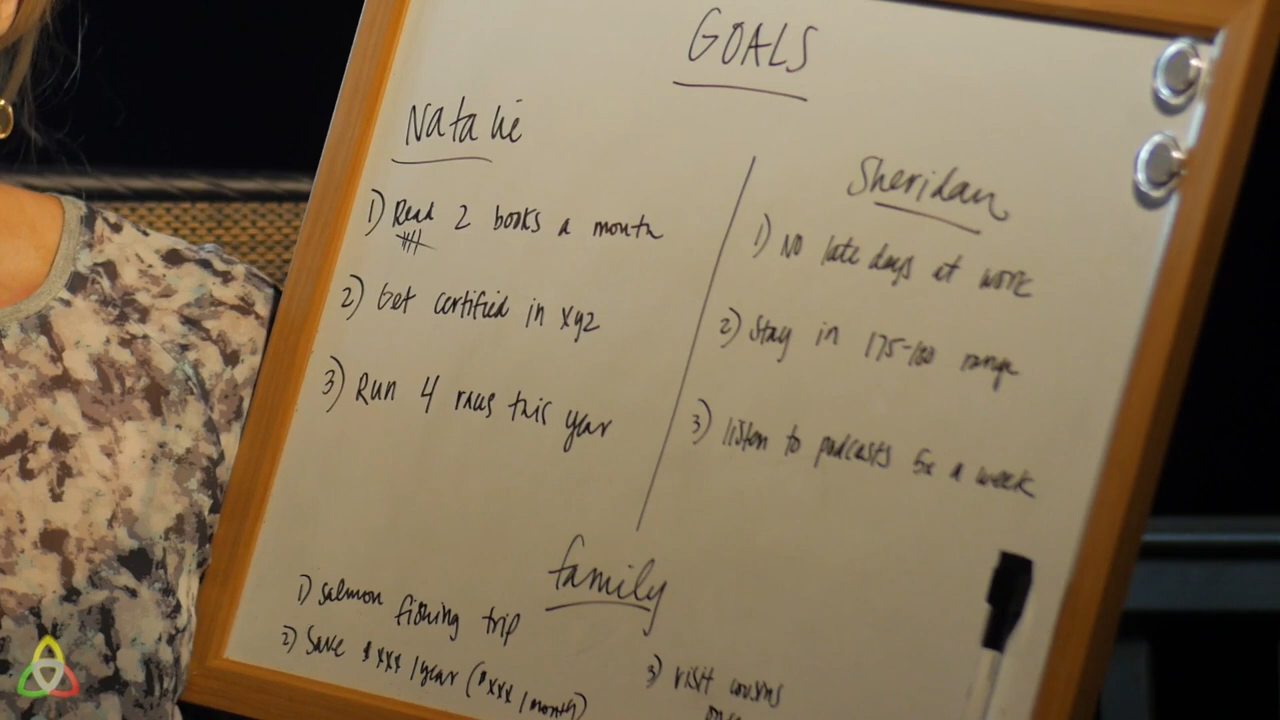 GOALS
Natalie
1) Read 2 books a month
2) Get certified in xyz
3) Run 4 races this year
Sheridan
1) No late days at work
2) Stay in 175-180 range
3) listen to podcasts 5x a week
family
1) Salmon fishing trip
2) Save $xxx/year ($xxx/month)
3) visit cousins